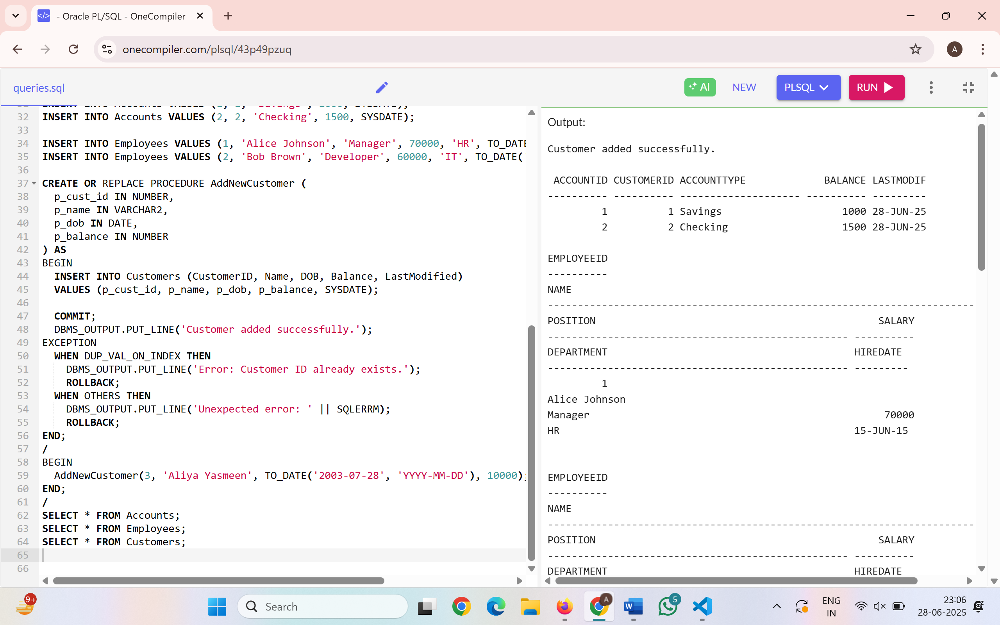 </> - Oracle PL/SQL - OneCompiler
onecompiler.com/plsql/43p49pzuq
A
queries.sql
AI NEW PLSQL RUN
32 INSERT INTO Accounts VALUES (2, 2, 'Checking', 1500, SYSDATE);
33
34 INSERT INTO Employees VALUES (1, 'Alice Johnson', 'Manager', 70000, 'HR', TO_DATE
35 INSERT INTO Employees VALUES (2, 'Bob Brown', 'Developer', 60000, 'IT', TO_DATE(
36
37 CREATE OR REPLACE PROCEDURE AddNewCustomer (
38 p_cust_id IN NUMBER,
39 p_name IN VARCHAR2,
40 p_dob IN DATE,
41 p_balance IN NUMBER
42 ) AS
43 BEGIN
44 INSERT INTO Customers (CustomerID, Name, DOB, Balance, LastModified)
45 VALUES (p_cust_id, p_name, p_dob, p_balance, SYSDATE);
46
47 COMMIT;
48 DBMS_OUTPUT.PUT_LINE('Customer added successfully.');
49 EXCEPTION
50 WHEN DUP_VAL_ON_INDEX THEN
51 DBMS_OUTPUT.PUT_LINE('Error: Customer ID already exists.');
52 ROLLBACK;
53 WHEN OTHERS THEN
54 DBMS_OUTPUT.PUT_LINE('Unexpected error: ' || SQLERRM);
55 ROLLBACK;
56 END;
57 /
58 BEGIN
59 AddNewCustomer(3, 'Aliya Yasmeen', TO_DATE('2003-07-28', 'YYYY-MM-DD'), 10000);
60 END;
61 /
62 SELECT * FROM Accounts;
63 SELECT * FROM Employees;
64 SELECT * FROM Customers;
65
66
Output:
Customer added successfully.
ACCOUNTID CUSTOMERID ACCOUNTTYPE BALANCE LASTMODIF
---------- ---------- -------------------- ---------- ---------
1 1 Savings 1000 28-JUN-25
2 2 Checking 1500 28-JUN-25
EMPLOYEEID
----------
NAME
-----------------------------------------------------------------------
POSITION SALARY
-------------------------------------------------- ----------
DEPARTMENT HIREDATE
-------------------------------------------------- ---------
1
Alice Johnson
Manager 70000
HR 15-JUN-15
EMPLOYEEID
----------
NAME
-----------------------------------------------------------------------
POSITION SALARY
-------------------------------------------------- ----------
DEPARTMENT HIREDATE
9+
Search
A
W
5
ENG
IN
23:06
28-06-2025